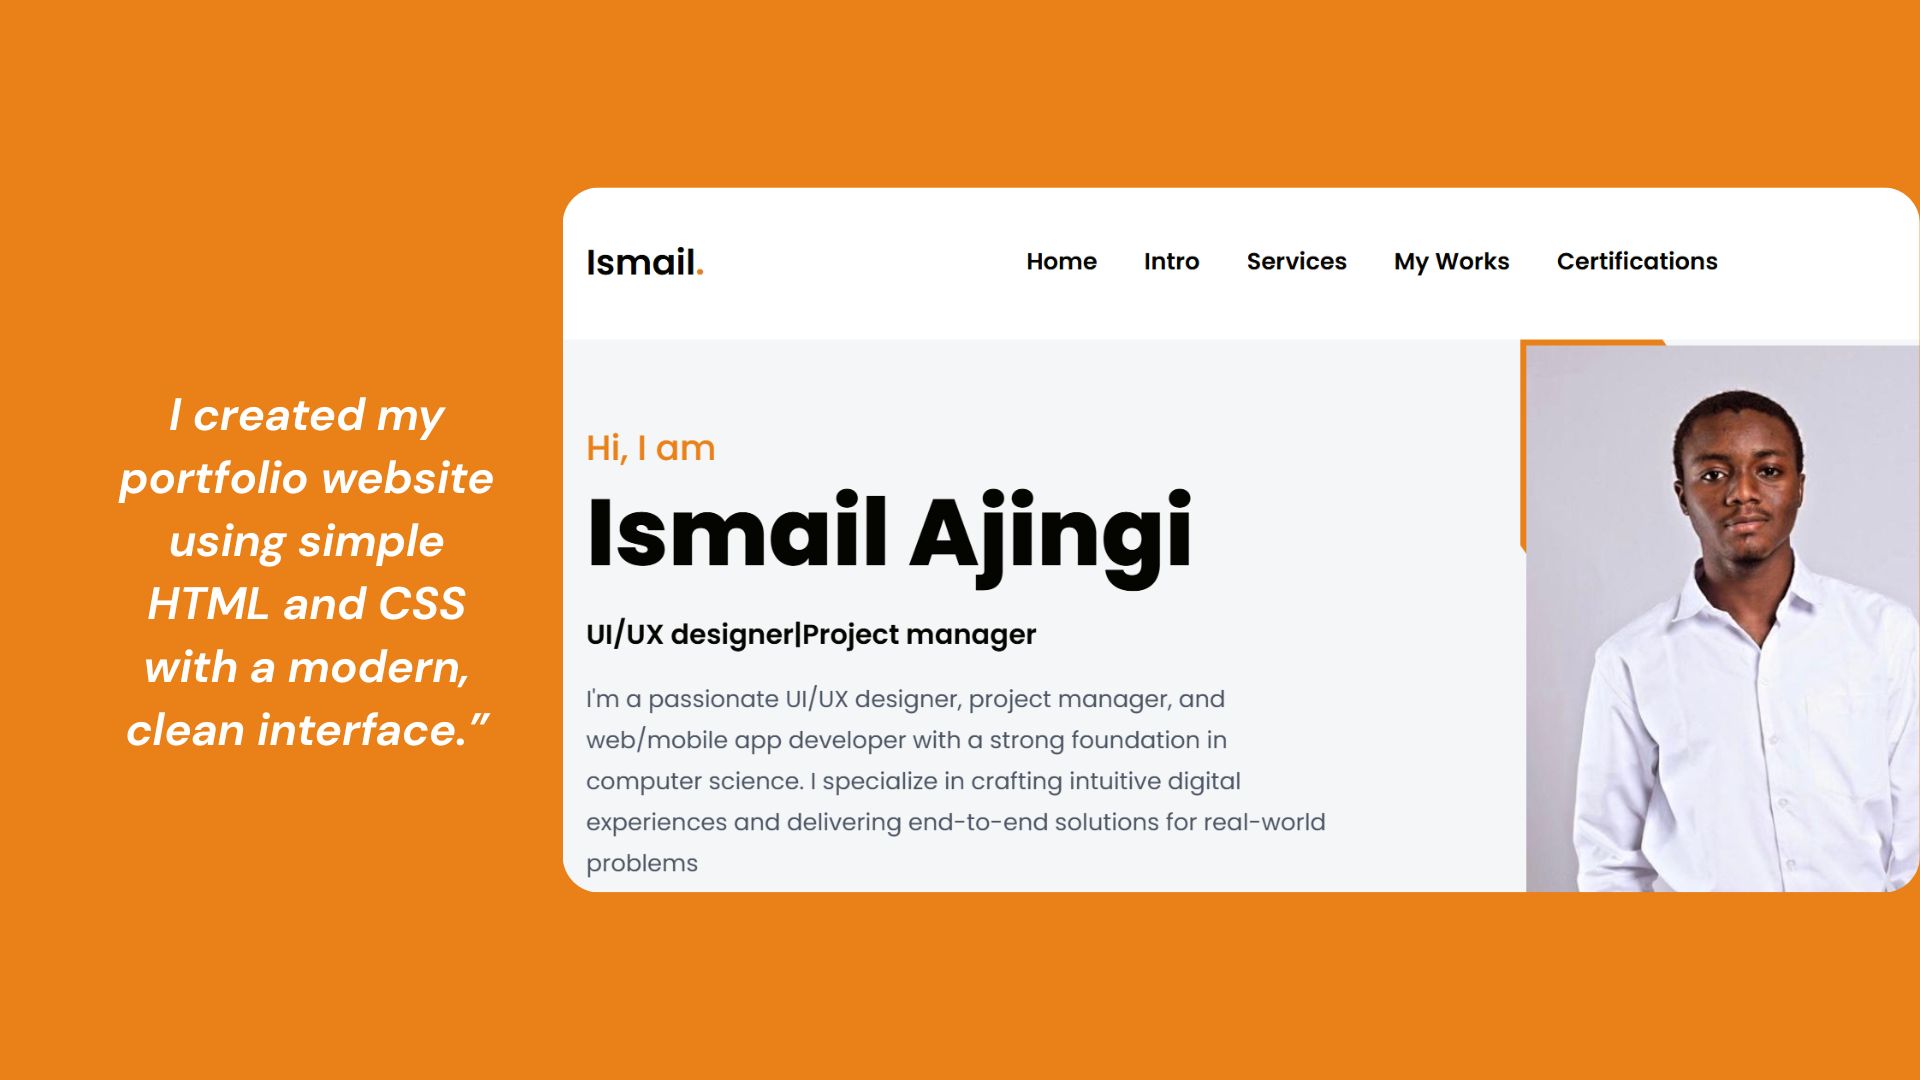 I created my
portfolio website
using simple
HTML and CSS
with a modern,
clean interface.”
Ismail.
Home Intro Services My Works Certifications
Hi, I am
Ismail Ajingi
UI/UX designer|Project manager
I'm a passionate UI/UX designer, project manager, and
web/mobile app developer with a strong foundation in
computer science. I specialize in crafting intuitive digital
experiences and delivering end-to-end solutions for real-world
problems